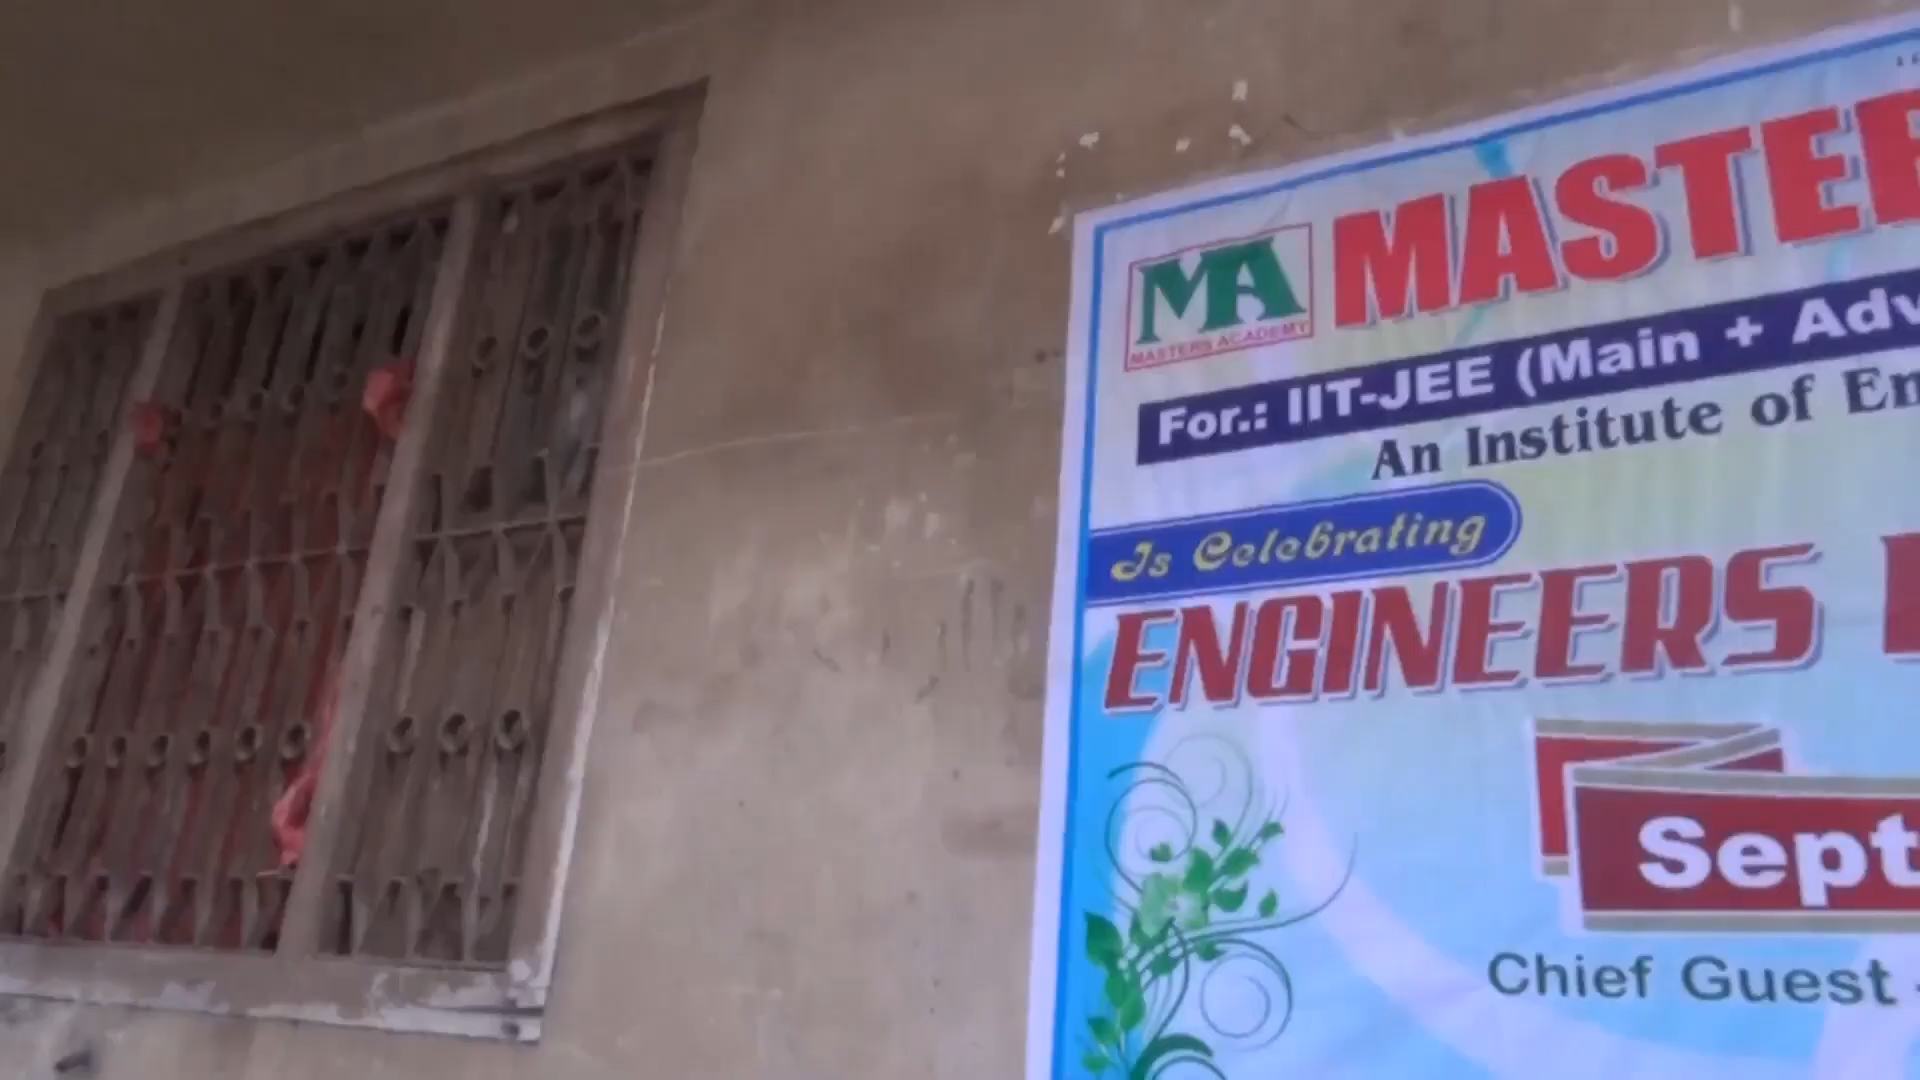 MA
MASTERS ACADEMY
MASTE
For.: IIT-JEE (Main + Adv
An Institute of En
Is Celebrating
ENGINEERS
Sept
Chief Guest -